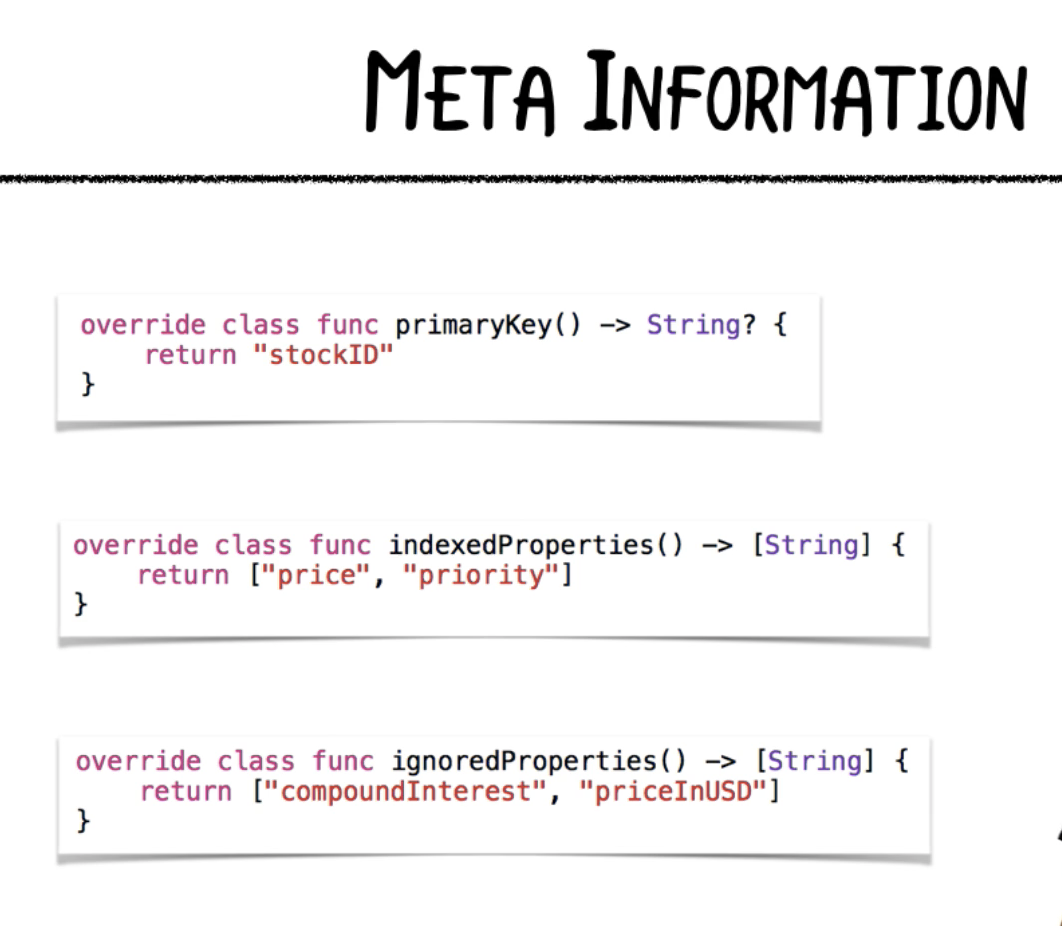 META INFORMATION
override class func primaryKey() -> String? {
    return "stockID"
}
override class func indexedProperties() -> [String] {
    return ["price", "priority"]
}
override class func ignoredProperties() -> [String] {
    return ["compoundInterest", "priceInUSD"]
}